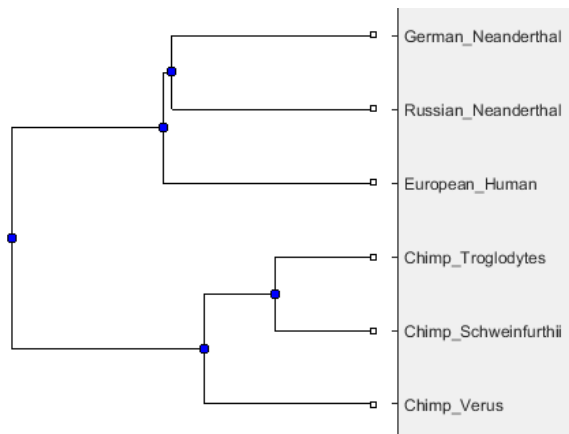 German_Neanderthal
Russian_Neanderthal
European_Human
Chimp_Troglodytes
Chimp_Schweinfurthii
Chimp_Verus